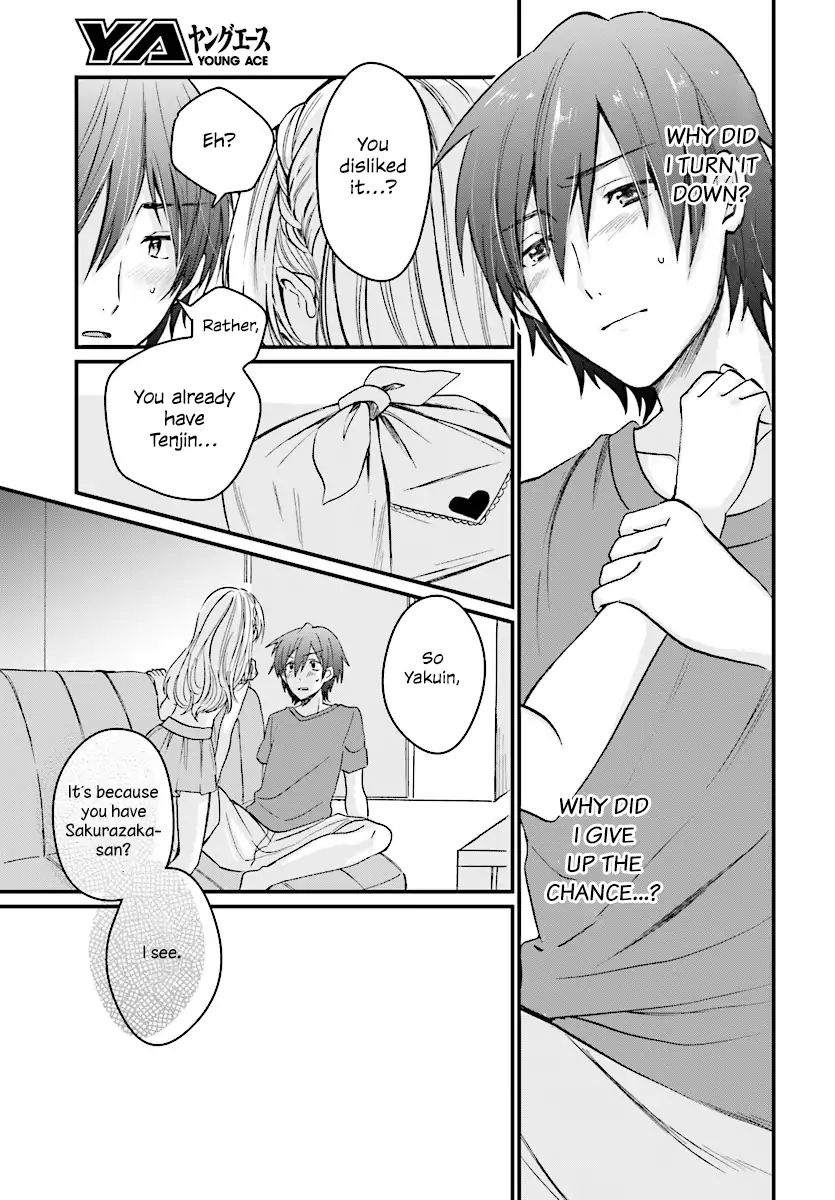 YA
ヤングエース
YOUNG ACE
WHY DID
I TURN IT
DOWN?
WHY DID
I GIVE
UP THE
CHANCE...?
You
disliked
it...?
Eh?
Rather,
You already
have
Tenjin...
So
Yakuin,
It's because
you have
Sakurazaka-
san?
I see.